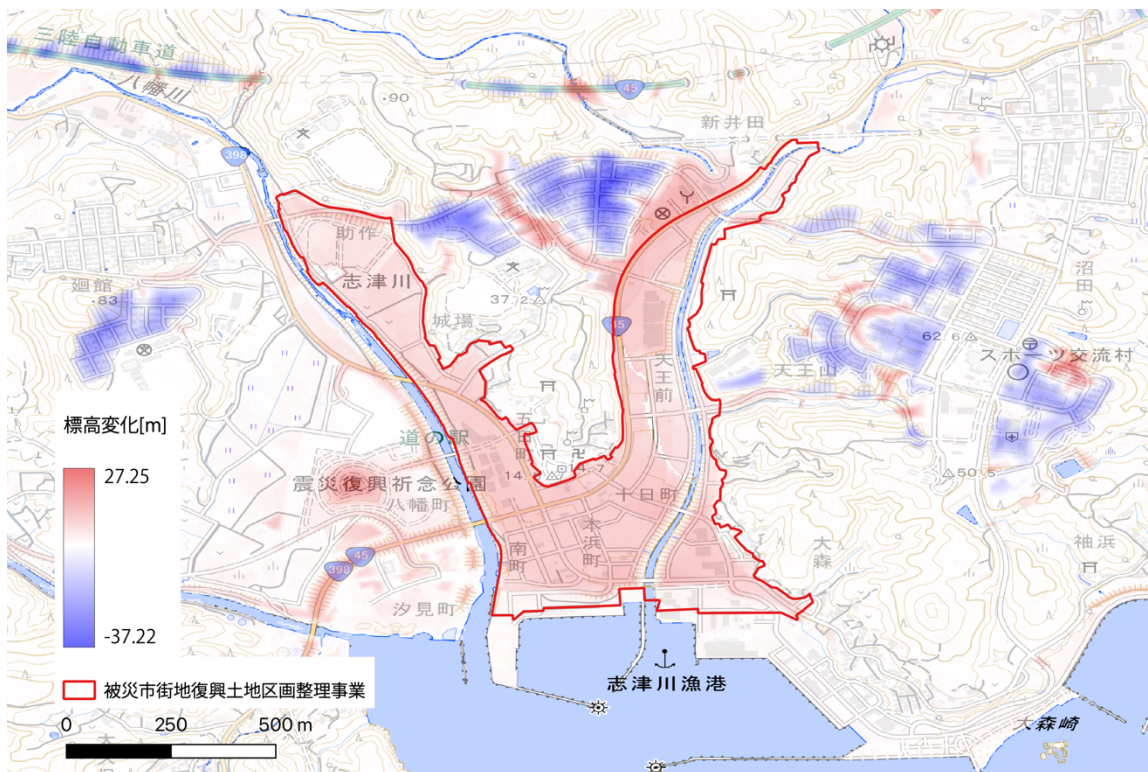 三陸自動車道
八幡川
・90
45
新井田
398
助作
志津川
廻館
・83
城場
37.2
45
沼田
62.6
スポーツ交流村
天王山
天王前
標高変化[m]
27.25
-37.22
道の駅
五日町
14.7
震災復興祈念公園
八幡町
十日町
50.5
本浜町
南町
大森
袖浜
45
398
汐見町
志津川漁港
大森崎
被災市街地復興土地区画整理事業
0 250 500 m